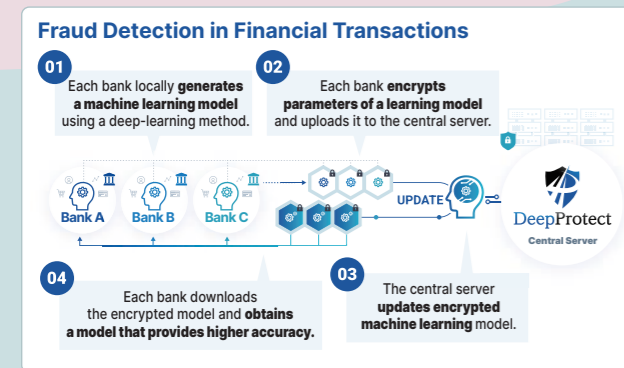 Fraud Detection in Financial Transactions
01
Each bank locally generates
a machine learning model
using a deep-learning method.
02
Each bank encrypts
parameters of a learning model
and uploads it to the central server.
Bank A
Bank B
Bank C
UPDATE
DeepProtect
Central Server
04
Each bank downloads
the encrypted model and obtains
a model that provides higher accuracy.
03
The central server
updates encrypted
machine learning model.